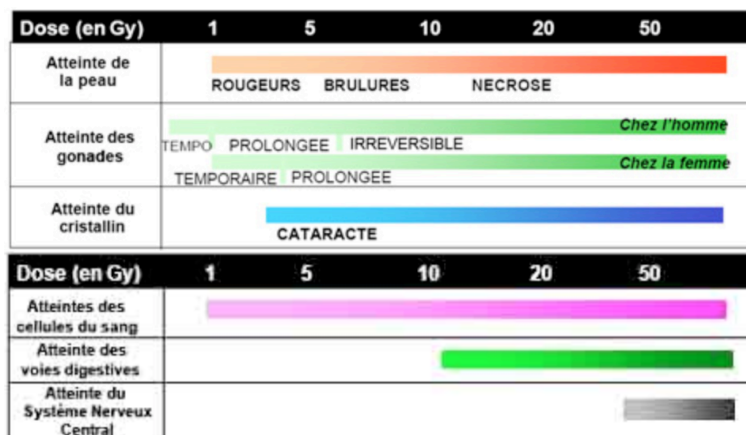 Dose (en Gy) 1 5 10 20 50
Atteinte de
la peau
ROUGEURS BRULURES NECROSE
Atteinte des
gonades
Chez l'homme
TEMPO PROLONGEE IRREVERSIBLE
Chez la femme
TEMPORAIRE PROLONGEE
Atteinte du
cristallin
CATARACTE
Dose (en Gy) 1 5 10 20 50
Atteintes des
cellules du sang
Atteinte des
voies digestives
Atteinte du
Système Nerveux
Central